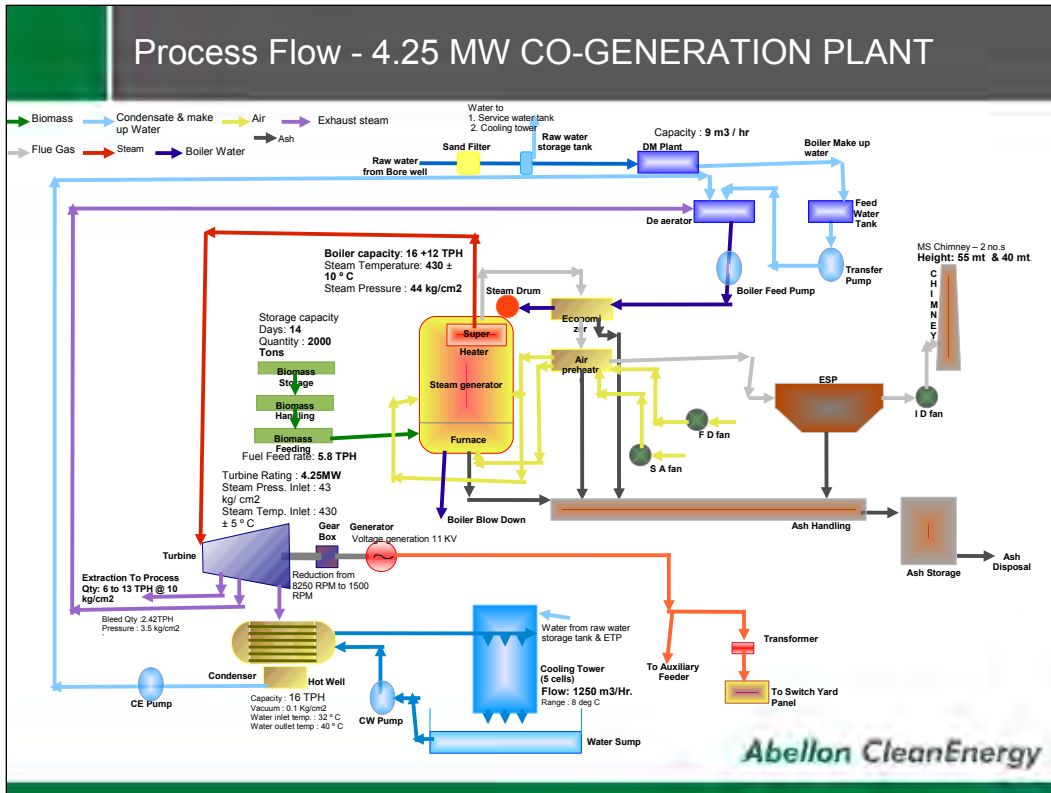 Process Flow - 4.25 MW CO-GENERATION PLANT
Biomass
Condensate & make
up Water
Air
Exhaust steam
Ash
Flue Gas
Steam
Boiler Water
Water to
1. Service water tank
2. Cooling tower
Raw water
from Bore well
Sand Filter
Raw water
storage tank
Capacity : 9 m3 / hr
DM Plant
Boiler Make up
water
De aerator
Feed
Water
Tank
Boiler Feed Pump
Transfer
Pump
MS Chimney – 2 no.s
Height: 55 mt & 40 mt.
CHIMNEY
Boiler capacity: 16 +12 TPH
Steam Temperature: 430 ±
10 º C
Steam Pressure : 44 kg/cm2
Steam Drum
Economi
zer
Super
Heater
Steam generator
Furnace
Air
preheatr
ESP
I D fan
F D fan
S A fan
Storage capacity
Days: 14
Quantity : 2000
Tons
Biomass
Storage
Biomass
Handling
Biomass
Feeding
Fuel Feed rate: 5.8 TPH
Boiler Blow Down
Ash Handling
Ash Storage
Ash
Disposal
Turbine Rating : 4.25MW
Steam Press. Inlet : 43
kg/ cm2
Steam Temp. Inlet : 430
± 5 º C
Turbine
Gear
Box
Generator
Voltage generation 11 KV
Reduction from
8250 RPM to 1500
RPM
Extraction To Process
Qty: 6 to 13 TPH @ 10
kg/cm2
Bleed Qty :2.42TPH
Pressure : 3.5 kg/cm2
Condenser
Hot Well
Capacity : 16 TPH
Vacuum : 0.1 Kg/cm2
Water inlet temp. : 32 º C
Water outlet temp : 40 º C
CE Pump
CW Pump
Water from raw water
storage tank & ETP
Cooling Tower
(5 cells)
Flow: 1250 m3/Hr.
Range : 8 deg C
Water Sump
To Auxiliary
Feeder
Transformer
To Switch Yard
Panel
Abellon CleanEnergy